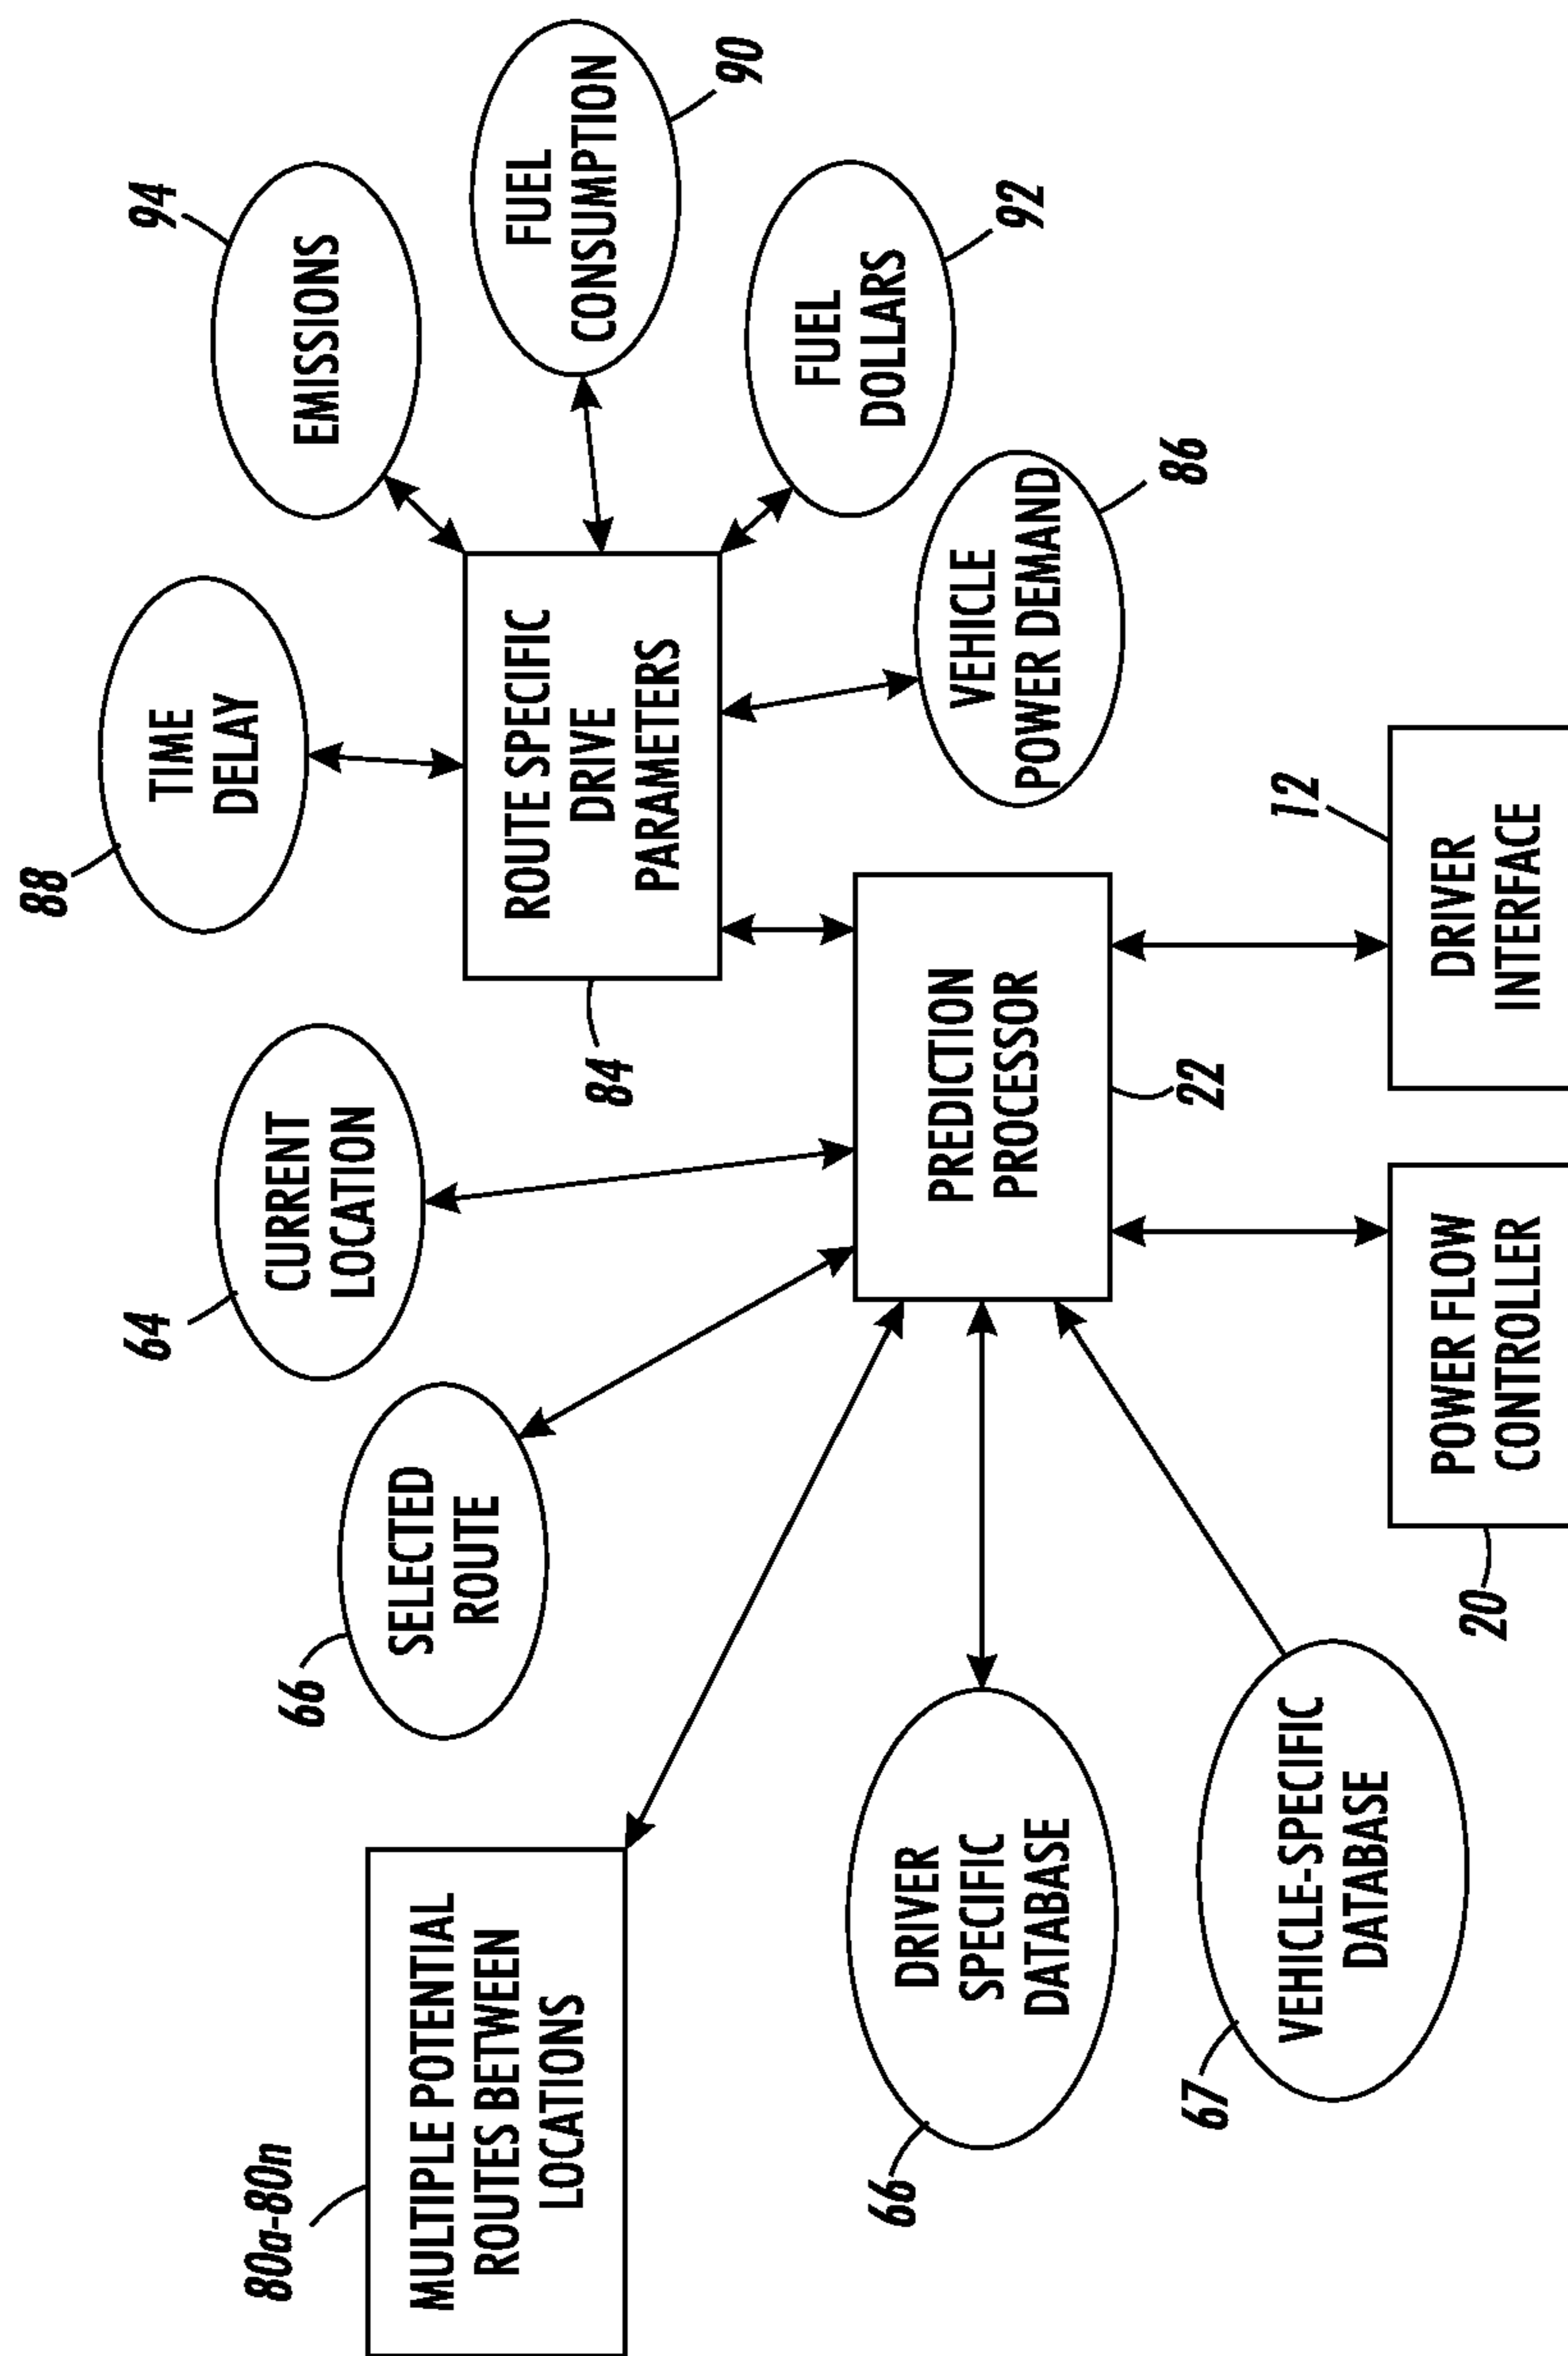 80a-80n
MULTIPLE POTENTIAL
ROUTES BETWEEN
LOCATIONS
66
SELECTED
ROUTE
64
CURRENT
LOCATION
88
TIME
DELAY
94
EMISSIONS
FUEL
CONSUMPTION
90
FUEL
DOLLARS
92
ROUTE SPECIFIC
DRIVE
PARAMETERS
84
VEHICLE
POWER DEMAND
86
DRIVER
SPECIFIC
DATABASE
66
PREDICTION
PROCESSOR
22
VEHICLE-SPECIFIC
DATABASE
67
POWER FLOW
CONTROLLER
20
12
DRIVER
INTERFACE